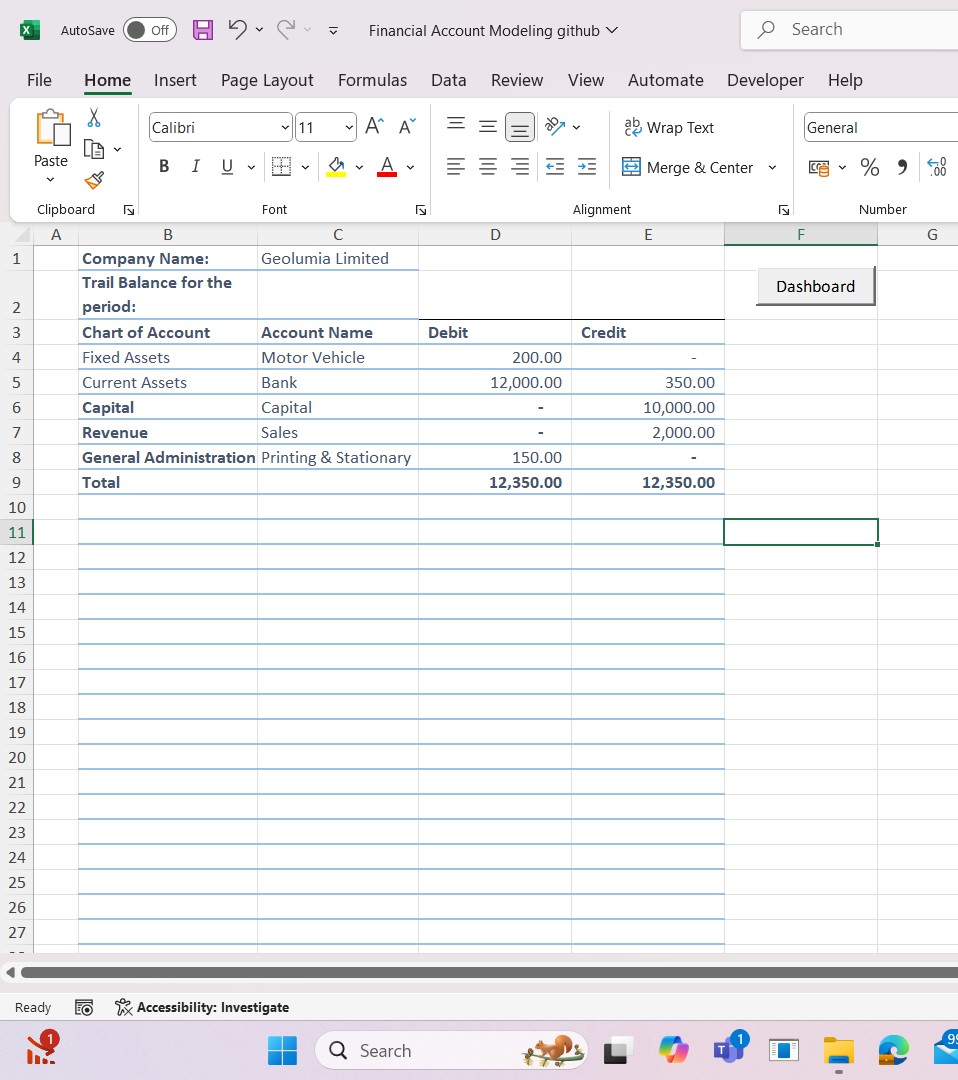 AutoSave Off Financial Account Modeling github Search
File Home Insert Page Layout Formulas Data Review View Automate Developer Help
Paste Calibri 11 A A ab Wrap Text General
B I U A Merge & Center % .00
Clipboard Font Alignment Number
A B C D E F G
1 Company Name: Geolumia Limited
Trail Balance for the Dashboard
2 period:
3 Chart of Account Account Name Debit Credit
4 Fixed Assets Motor Vehicle 200.00 -
5 Current Assets Bank 12,000.00 350.00
6 Capital Capital - 10,000.00
7 Revenue Sales - 2,000.00
8 General Administration Printing & Stationary 150.00 -
9 Total 12,350.00 12,350.00
10
11
12
13
14
15
16
17
18
19
20
21
22
23
24
25
26
27
Ready Accessibility: Investigate
1 Search 1 99